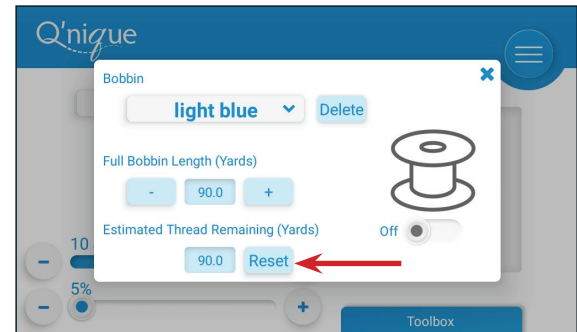 Q'nique
Bobbin
light blue
Delete
Full Bobbin Length (Yards)
- 90.0 +
Estimated Thread Remaining (Yards)
Off
90.0 Reset
10
-
5%
- +
Toolbox